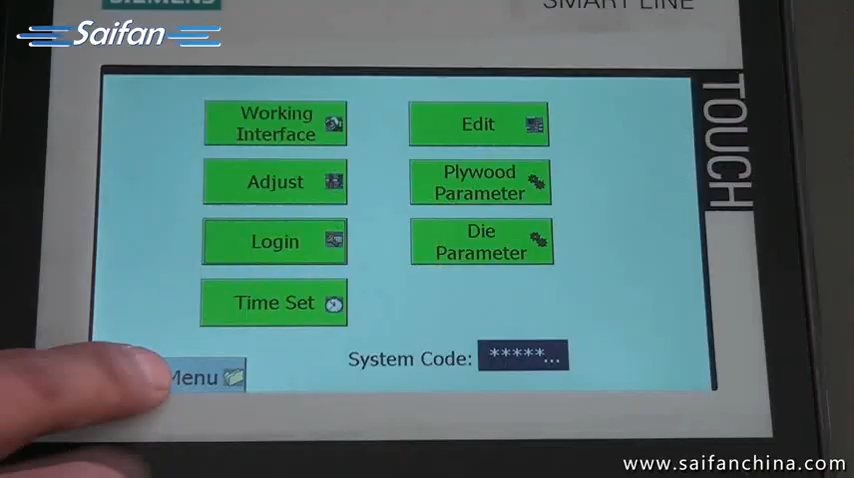 SIEMENS
SMART LINE
Saifan
TOUCH
Working
Interface
Edit
Adjust
Plywood
Parameter
Login
Die
Parameter
Time Set
System Code: *****...
Menu
www.saifanchina.com